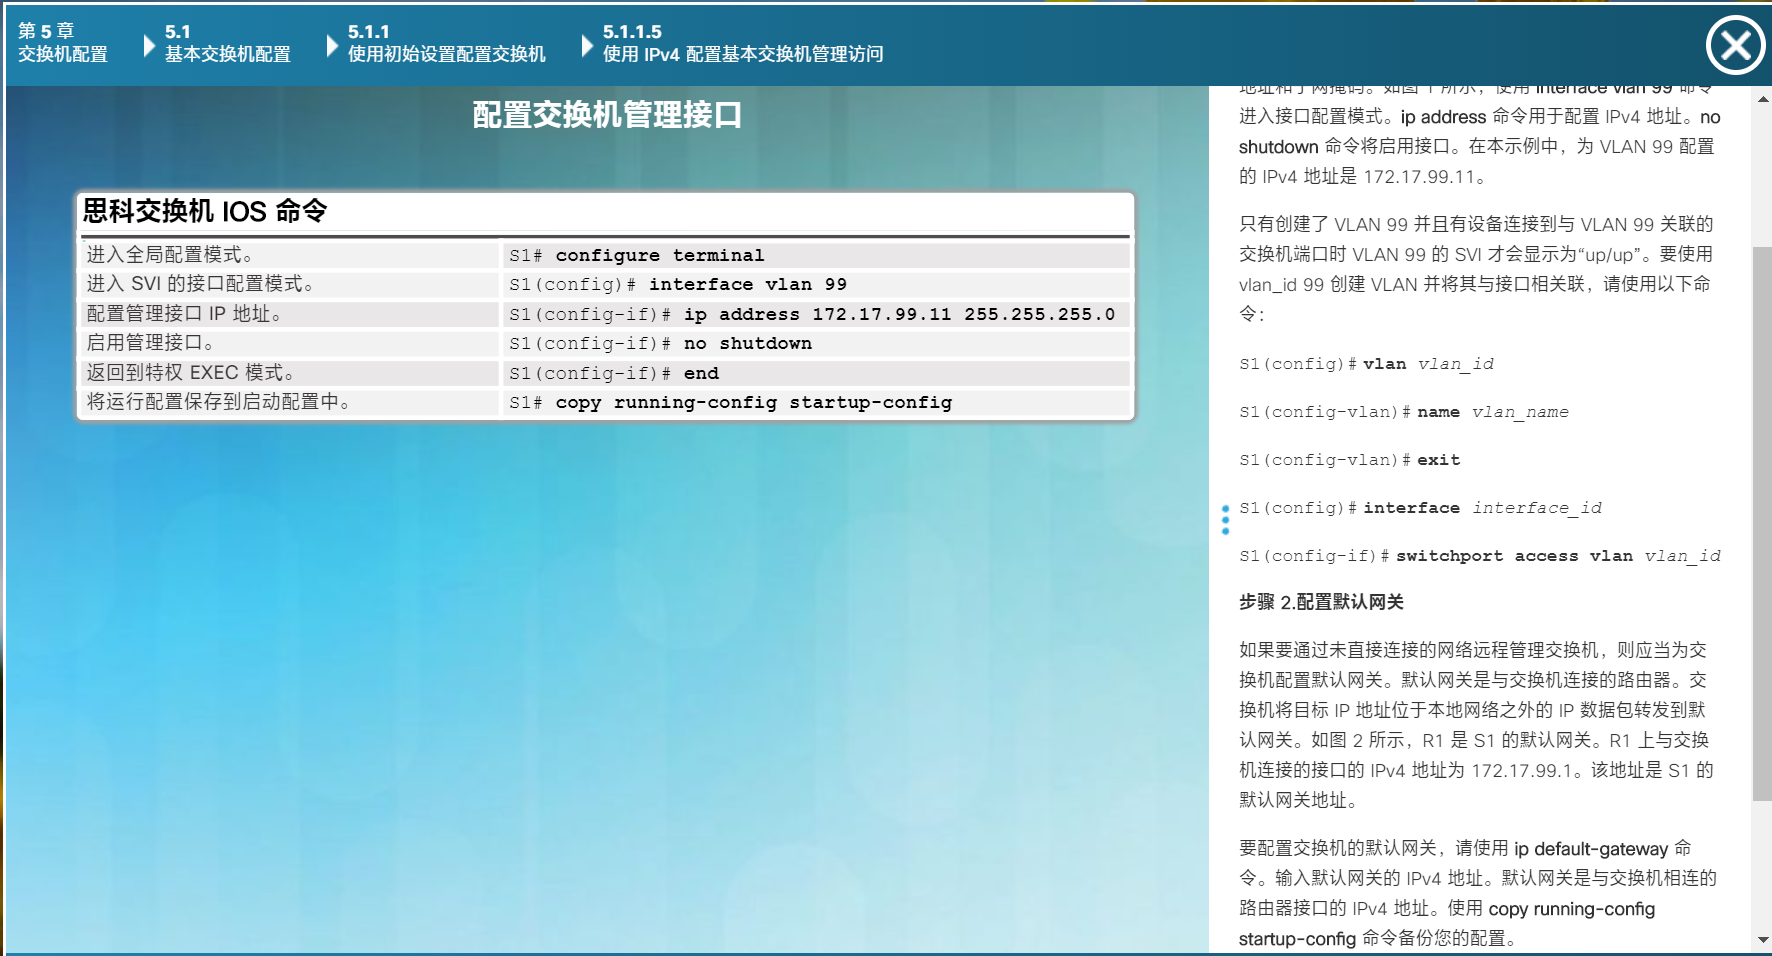 第 5 章
交换机配置
5.1
基本交换机配置
5.1.1
使用初始设置配置交换机
5.1.1.5
使用 IPv4 配置基本交换机管理访问
配置交换机管理接口
思科交换机 IOS 命令
进入全局配置模式。 S1# configure terminal
进入 SVI 的接口配置模式。 S1(config)# interface vlan 99
配置管理接口 IP 地址。 S1(config-if)# ip address 172.17.99.11 255.255.255.0
启用管理接口。 S1(config-if)# no shutdown
返回到特权 EXEC 模式。 S1(config-if)# end
将运行配置保存到启动配置中。 S1# copy running-config startup-config
地址和子网掩码。如图 1 所示，使用 interface vlan 99 命令
进入接口配置模式。ip address 命令用于配置 IPv4 地址。no
shutdown 命令将启用接口。在本示例中，为 VLAN 99 配置
的 IPv4 地址是 172.17.99.11。
只有创建了 VLAN 99 并且有设备连接到与 VLAN 99 关联的
交换机端口时 VLAN 99 的 SVI 才会显示为“up/up”。要使用
vlan_id 99 创建 VLAN 并将其与接口相关联，请使用以下命
令：
S1(config)# vlan vlan_id
S1(config-vlan)# name vlan_name
S1(config-vlan)# exit
S1(config)# interface interface_id
S1(config-if)# switchport access vlan vlan_id
步骤 2.配置默认网关
如果要通过未直接连接的网络远程管理交换机，则应当为交
换机配置默认网关。默认网关是与交换机连接的路由器。交
换机将目标 IP 地址位于本地网络之外的 IP 数据包转发到默
认网关。如图 2 所示，R1 是 S1 的默认网关。R1 上与交换
机连接的接口的 IPv4 地址为 172.17.99.1。该地址是 S1 的
默认网关地址。
要配置交换机的默认网关，请使用 ip default-gateway 命
令。输入默认网关的 IPv4 地址。默认网关是与交换机相连的
路由器接口的 IPv4 地址。使用 copy running-config
startup-config 命令备份您的配置。